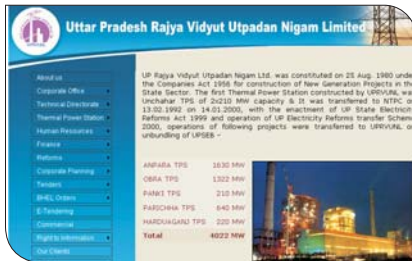 Uttar Pradesh Rajya Vidyut Utpadan Nigam Limited
About us
Corporate Office
Technical Directorate
Thermal Power Station
Human Resources
Finance
Reforms
Corporate Planning
Tenders
BHEL Orders
E-Tendering
Commercial
Right to Information
Our Clients
UP Rajya Vidyut Utpadan Nigam Ltd. was constituted on 25 Aug. 1980 unde
the Companies Act 1956 for construction of New Generation Projects in th
State Sector. The first Thermal Power Station constructed by UPRVUNL wa
Unchahar TPS of 2x210 MW capacity & It was transferred to NTPC o
13.02.1992 on 14.01.2000, with the enactment of UP State Electricit
Reforms Act 1999 and operation of UP Electricity Reforms transfer Schem
2000, operations of following projects were transferred to UPRVUNL o
unbundling of UPSEB -
ANPARA TPS 1630 MW
OBRA TPS 1322 MW
PANKI TPS 210 MW
PARICHHA TPS 640 MW
HARDUAGANJ TPS 220 MW
Total 4022 MW